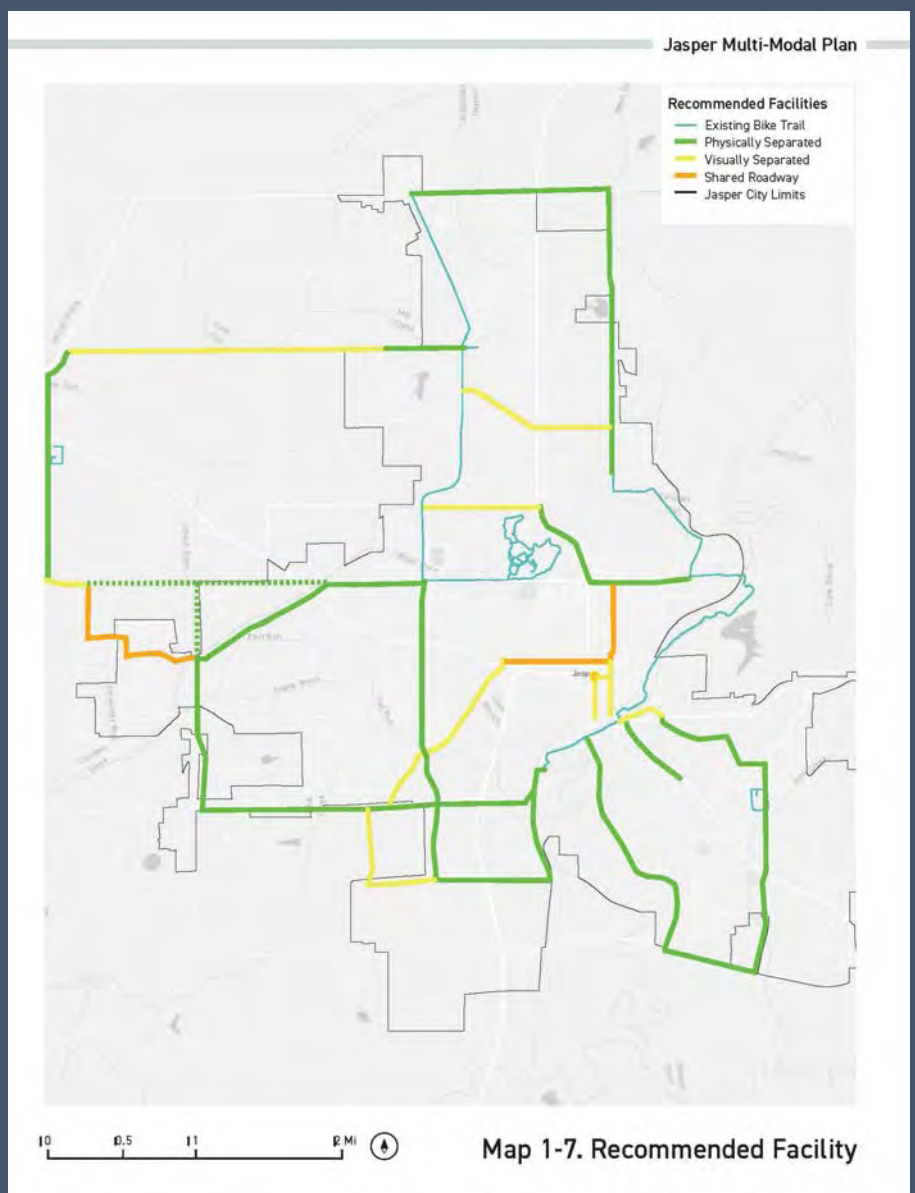 Jasper Multi-Modal Plan
Recommended Facilities
Existing Bike Trail
Physically Separated
Visually Separated
Shared Roadway
Jasper City Limits
Jasper
0 0.5 1 2 Mi
Map 1-7. Recommended Facility